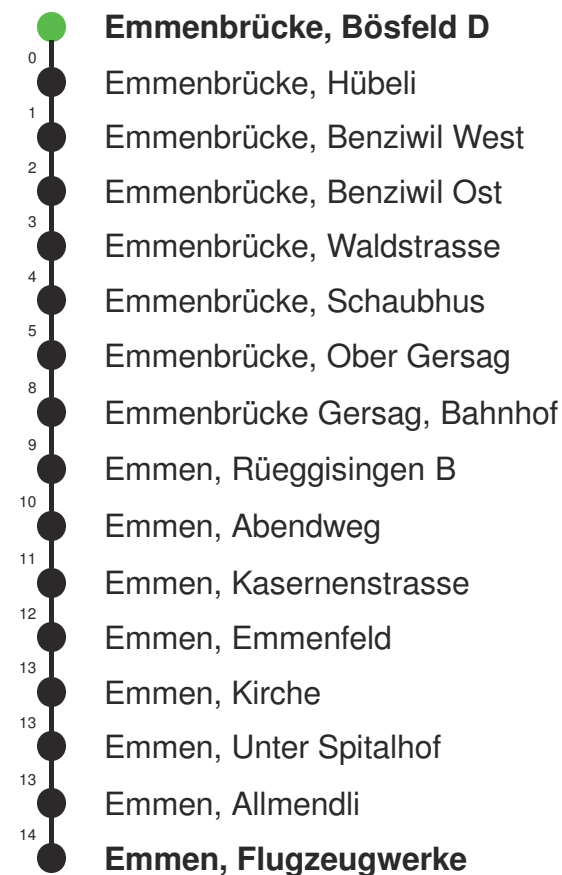 Emmenbrücke, Bösfeld D
0
Emmenbrücke, Hübeli
1
Emmenbrücke, Benziwil West
2
Emmenbrücke, Benziwil Ost
3
Emmenbrücke, Waldstrasse
4
Emmenbrücke, Schaubhus
5
Emmenbrücke, Ober Gersag
8
Emmenbrücke Gersag, Bahnhof
9
Emmen, Rüeggisingen B
10
Emmen, Abendweg
11
Emmen, Kasernenstrasse
12
Emmen, Emmenfeld
13
Emmen, Kirche
13
Emmen, Unter Spitalhof
13
Emmen, Allmendli
14
Emmen, Flugzeugwerke